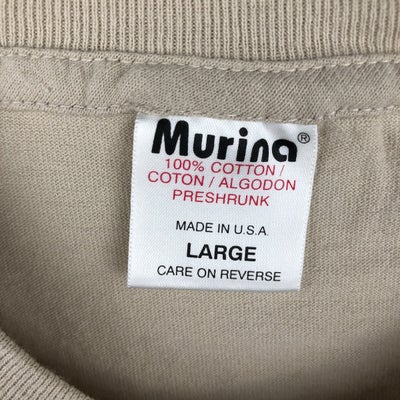 Murina®
100% COTTON /
COTON / ALGODON
PRESHRUNK
MADE IN U.S.A.
LARGE
CARE ON REVERSE